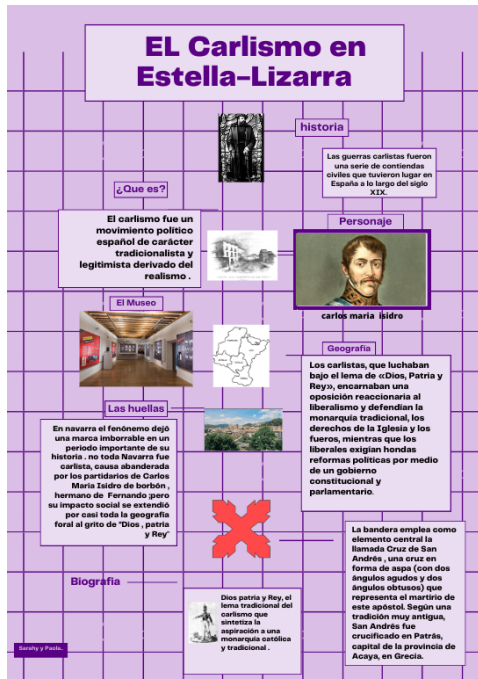 EL Carlismo en
Estella-Lizarra
historia
Las guerras carlistas fueron
una serie de contiendas
civiles que tuvieron lugar en
España a lo largo del siglo
XIX.
¿Que es?
El carlismo fue un
movimiento político
español de carácter
tradicionalista y
legitimista derivado del
realismo .
Personaje
carlos maria isidro
El Museo
Geografía
Los carlistas, que luchaban
bajo el lema de «Dios, Patria y
Rey», encarnaban una
oposición reaccionaria al
liberalismo y defendían la
monarquía tradicional, los
derechos de la Iglesia y los
fueros, mientras que los
liberales exigían hondas
reformas políticas por medio
de un gobierno
constitucional y
parlamentario.
Las huellas
En navarra el fenónemo dejó
una marca imborrable en un
periodo importante de su
historia . no toda Navarra fue
carlista, causa abanderada
por los partidarios de Carlos
Maria Isidro de borbón ,
hermano de Fernando ;pero
su impacto social se extendió
por casi toda la geografía
foral al grito de "Dios , patria
y Rey"
La bandera emplea como
elemento central la
llamada Cruz de San
Andrés , una cruz en
forma de aspa (con dos
ángulos agudos y dos
ángulos obtusos) que
representa el martirio de
este apóstol. Según una
tradición muy antigua,
San Andrés fue
crucificado en Patrás,
capital de la provincia de
Acaya, en Grecia.
Biografia
Dios patria y Rey, el
lema tradicional del
carlismo que
sintetiza la
aspiración a una
monarquía católica
y tradicional .
Sarahy y Paola.